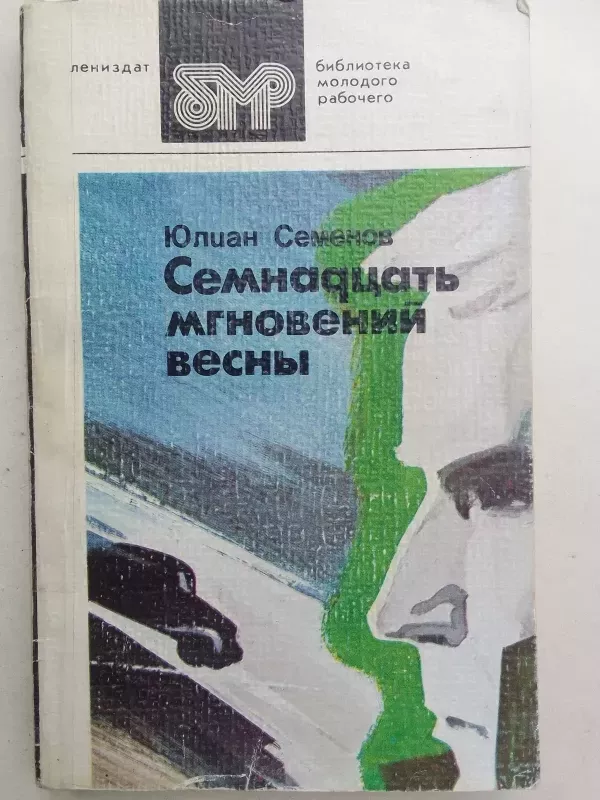 лениздат
бмр
библиотека
молодого
рабочего
Юлиан Семенов
Семнадцать
мгновений
весны